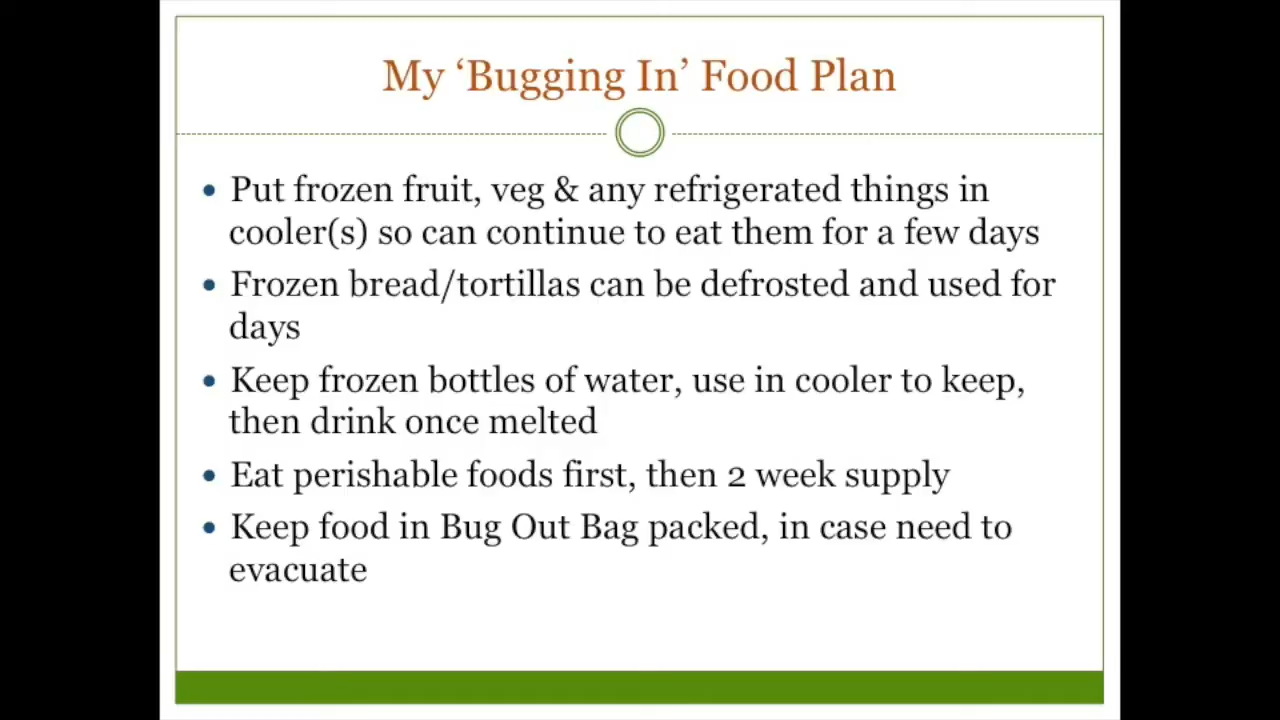 My ‘Bugging In’ Food Plan
• Put frozen fruit, veg & any refrigerated things in
cooler(s) so can continue to eat them for a few days
• Frozen bread/tortillas can be defrosted and used for
days
• Keep frozen bottles of water, use in cooler to keep,
then drink once melted
• Eat perishable foods first, then 2 week supply
• Keep food in Bug Out Bag packed, in case need to
evacuate